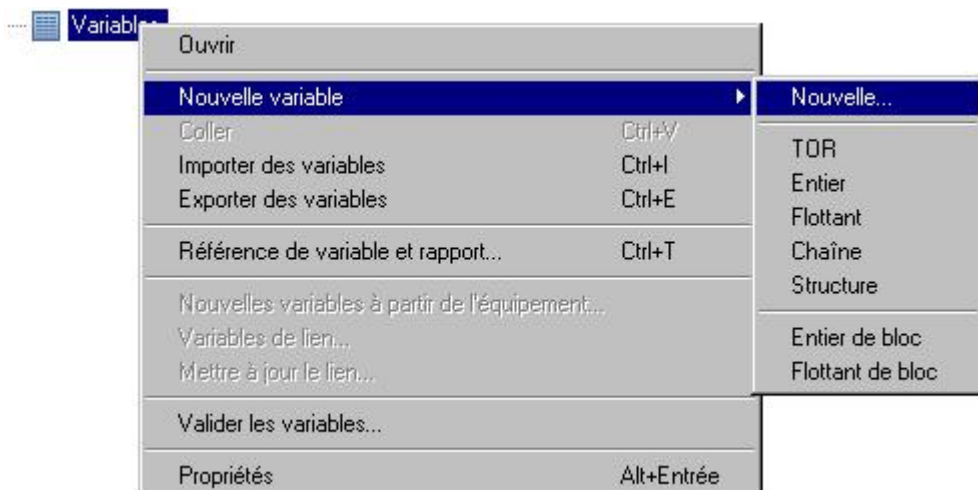 Variables
Ouvrir
Nouvelle variable
Nouvelle...
Coller Ctrl+V
Importer des variables Ctrl+I
Exporter des variables Ctrl+E
Référence de variable et rapport... Ctrl+T
Nouvelles variables à partir de l'équipement...
Variables de lien...
Mettre à jour le lien...
Valider les variables...
Propriétés Alt+Entrée
TOR
Entier
Flottant
Chaîne
Structure
Entier de bloc
Flottant de bloc